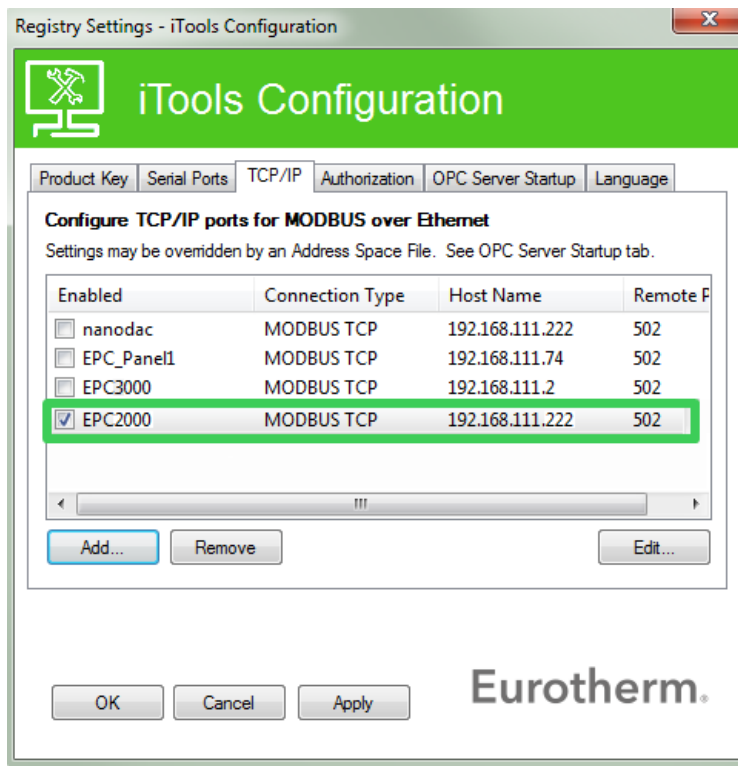 Registry Settings - iTools Configuration
iTools Configuration
Product Key Serial Ports TCP/IP Authorization OPC Server Startup Language
Configure TCP/IP ports for MODBUS over Ethernet
Settings may be overridden by an Address Space File. See OPC Server Startup tab.
Enabled Connection Type Host Name Remote P
nanodac MODBUS TCP 192.168.111.222 502
EPC_Panel1 MODBUS TCP 192.168.111.74 502
EPC3000 MODBUS TCP 192.168.111.2 502
EPC2000 MODBUS TCP 192.168.111.222 502
Add... Remove Edit...
OK Cancel Apply Eurotherm.